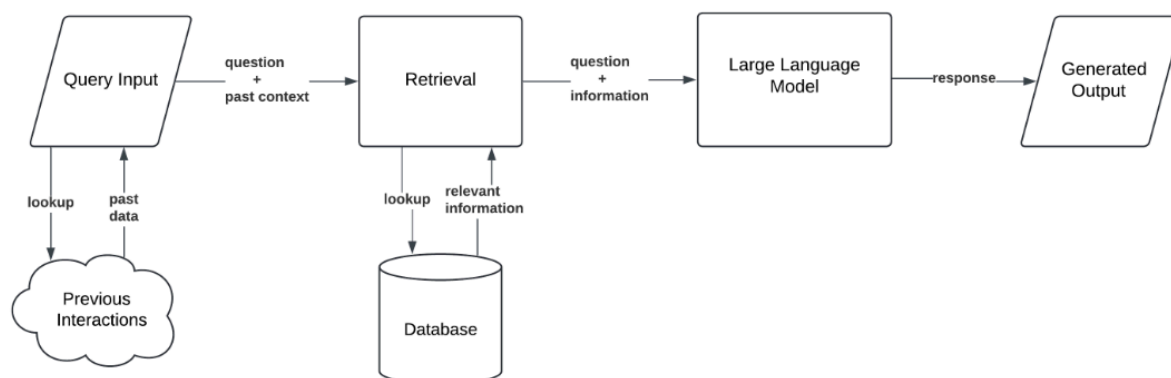 Query Input
question
+
past context
Retrieval
question
+
information
Large Language
Model
response
Generated
Output
lookup
past
data
lookup
relevant
information
Previous
Interactions
Database